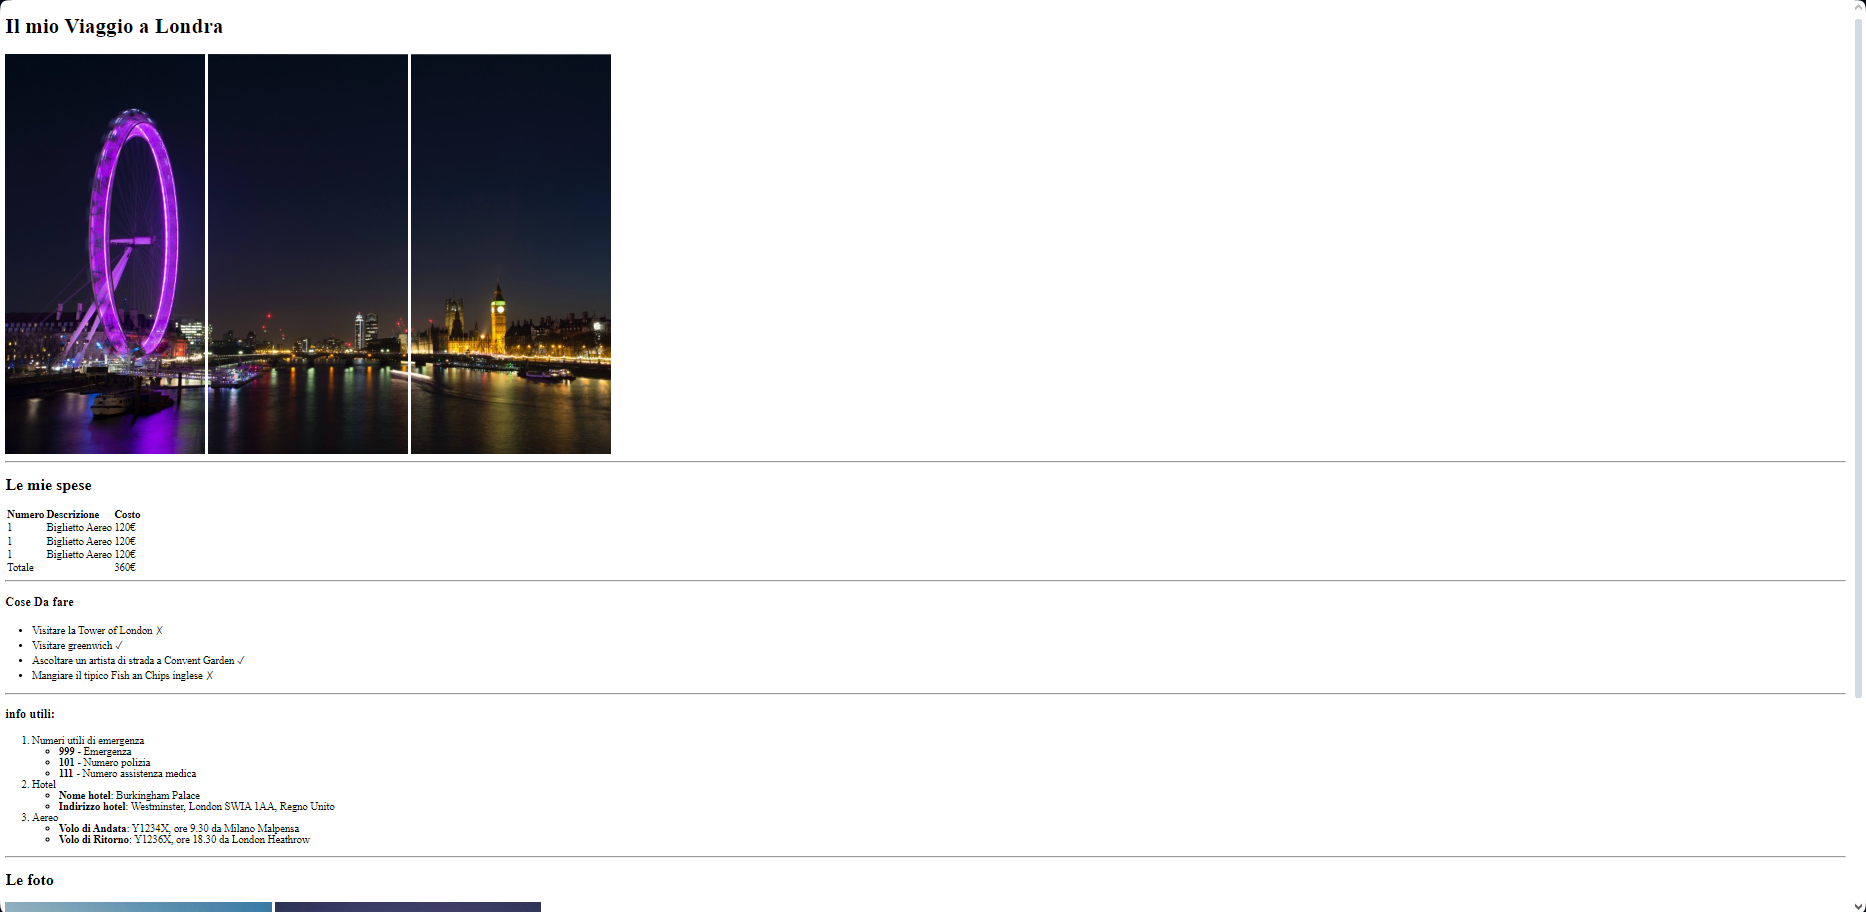 Il mio Viaggio a Londra
Le mie spese
Numero Descrizione Costo
1 Biglietto Aereo 120€
1 Biglietto Aereo 120€
1 Biglietto Aereo 120€
Totale 360€
Cose Da fare
• Visitare la Tower of London ✗
• Visitare greenwich ✓
• Ascoltare un artista di strada a Convent Garden ✓
• Mangiare il tipico Fish an Chips inglese ✗
info utili:
1. Numeri utili di emergenza
◦ 999 - Emergenza
◦ 101 - Numero polizia
◦ 111 - Numero assistenza medica
2. Hotel
◦ Nome hotel: Burkingham Palace
◦ Indirizzo hotel: Westminster, London SW1A 1AA, Regno Unito
3. Aereo
◦ Volo di Andata: Y1234X, ore 9.30 da Milano Malpensa
◦ Volo di Ritorno: Y1236X, ore 18.30 da London Heathrow
Le foto